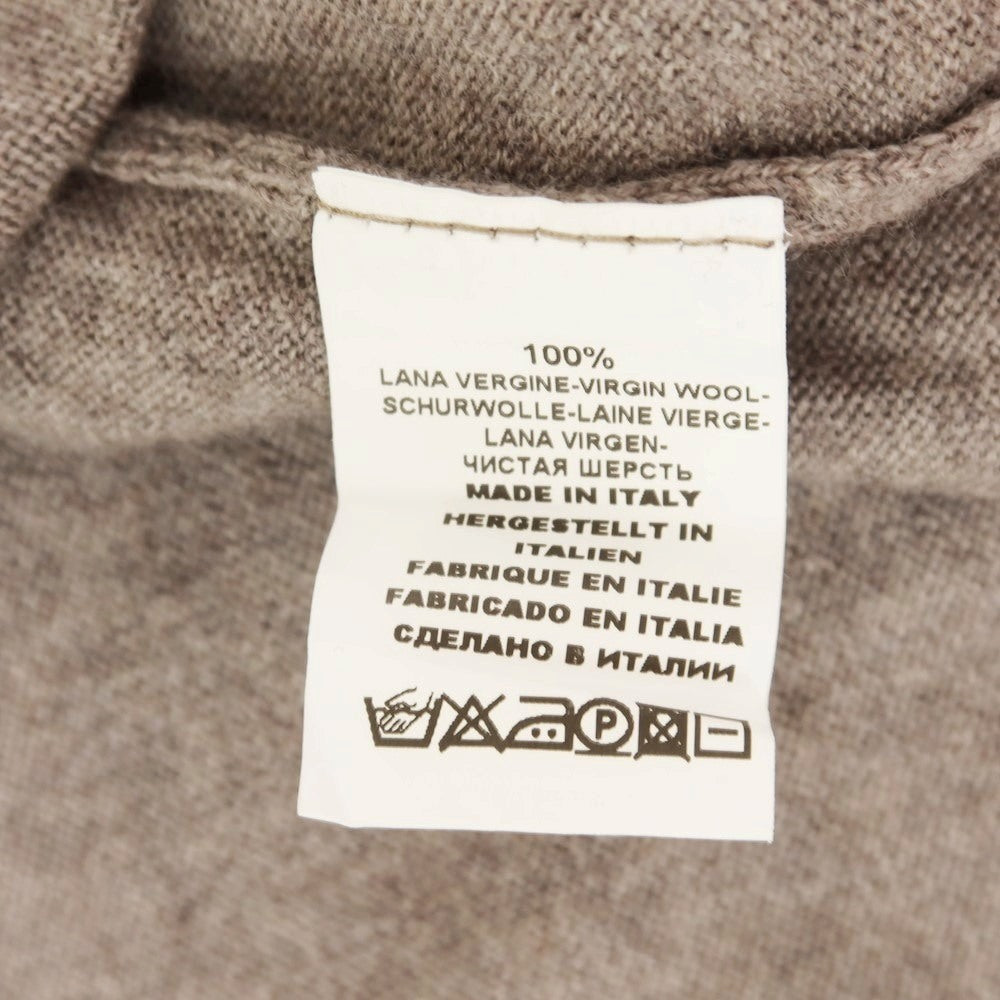 100%
LANA VERGINE-VIRGIN WOOL-
SCHURWOLLE-LAINE VIERGE-
LANA VIRGEN-
ЧИСТАЯ ШЕРСТЬ
MADE IN ITALY
HERGESTELLT IN
ITALIEN
FABRIQUE EN ITALIE
FABRICADO EN ITALIA
СДЕЛАНО В ИТАЛИИ
P